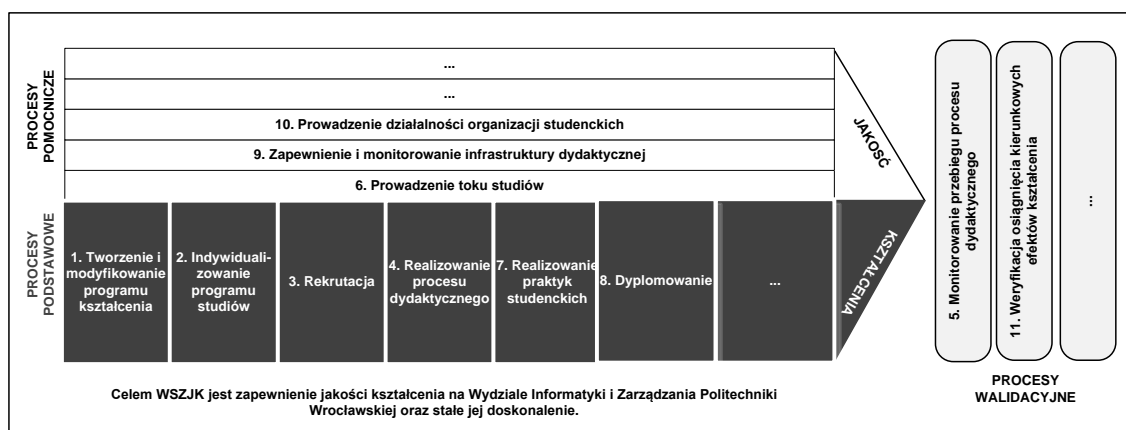 PROCESY
POMOCNICZE
...
...
10. Prowadzenie działalności organizacji studenckich
9. Zapewnienie i monitorowanie infrastruktury dydaktycznej
6. Prowadzenie toku studiów
PROCESY
PODSTAWOWE
1. Tworzenie i
modyfikowanie
programu
kształcenia
2. Indywiduali-
zowanie
programu
studiów
3. Rekrutacja
4. Realizowanie
procesu
dydaktycznego
7. Realizowanie
praktyk
studenckich
8. Dyplomowanie
...
JAKOŚĆ
KSZTAŁCENIA
5. Monitorowanie przebiegu procesu
dydaktycznego
11. Weryfikacja osiągnięcia kierunkowych
efektów kształcenia
...
PROCESY
WALIDACYJNE
Celem WSZJK jest zapewnienie jakości kształcenia na Wydziale Informatyki i Zarządzania Politechniki
Wrocławskiej oraz stałe jej doskonalenie.